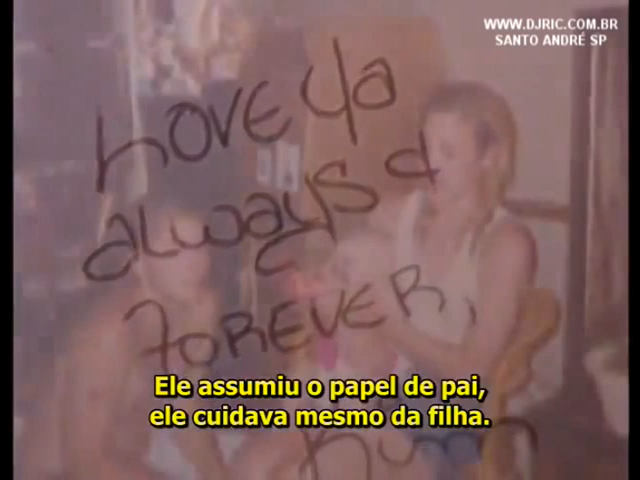 WWW.DJRIC.COM.BR
SANTO ANDRÉ SP
LOVE YA
ALWAYS &
FOREVER,
Ele assumiu o papel de pai,
ele cuidava mesmo da filha.